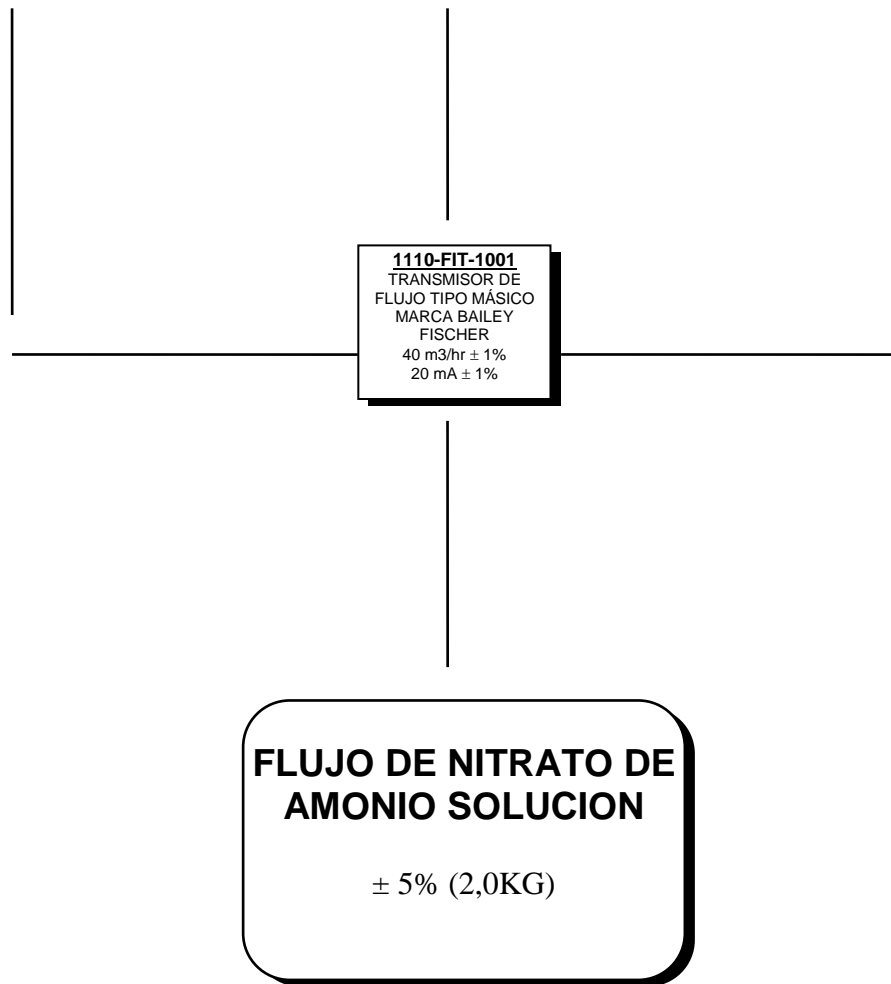 1110-FIT-1001
TRANSMISOR DE
FLUJO TIPO MÁSICO
MARCA BAILEY
FISCHER
40 m3/hr ± 1%
20 mA ± 1%
FLUJO DE NITRATO DE
AMONIO SOLUCION
± 5% (2,0KG)